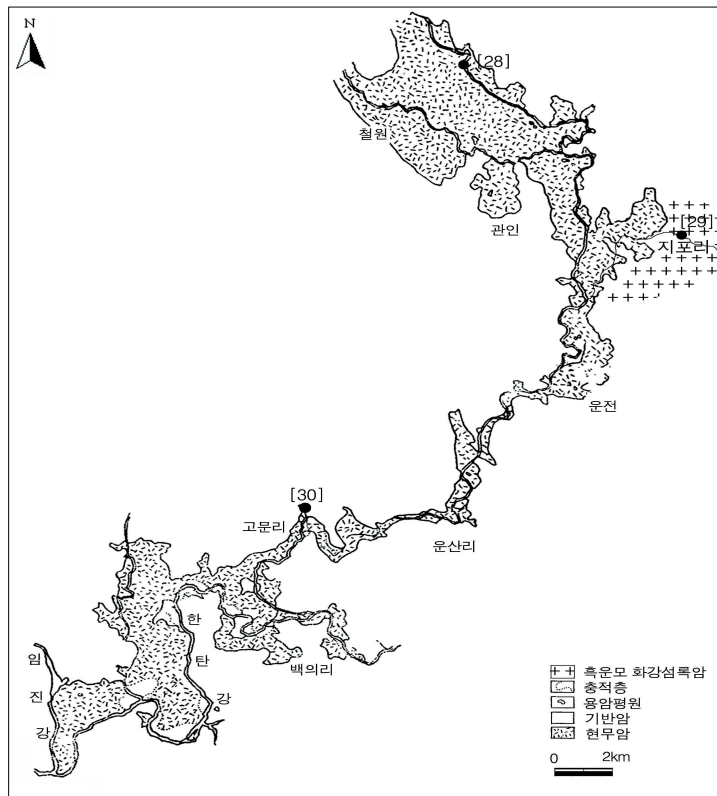 N
[28]
철원
관인
[29]
지포리
운전
[30]
고문리
운산리
한
탄
강
백의리
임
진
강
흑운모 화강섬록암
충적층
용암평원
기반암
현무암
0 2km